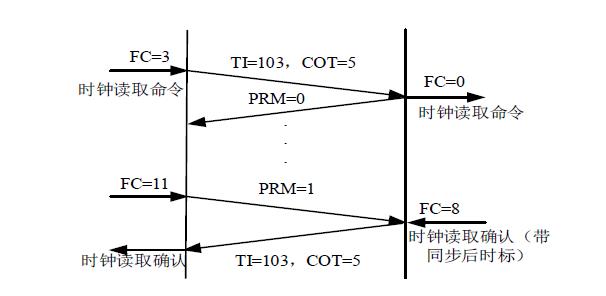 FC=3
TI=103，COT=5
FC=0
时钟读取命令
PRM=0
时钟读取命令
FC=11
PRM=1
FC=8
时钟读取确认（带
同步后时标）
时钟读取确认
TI=103，COT=5